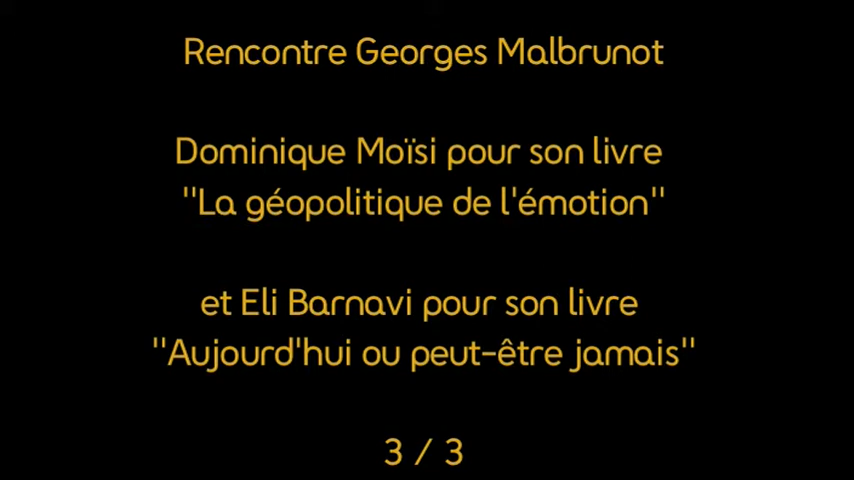 Rencontre Georges Malbrunot
Dominique Moïsi pour son livre
"La géopolitique de l'émotion"
et Eli Barnavi pour son livre
"Aujourd'hui ou peut-être jamais"
3 / 3